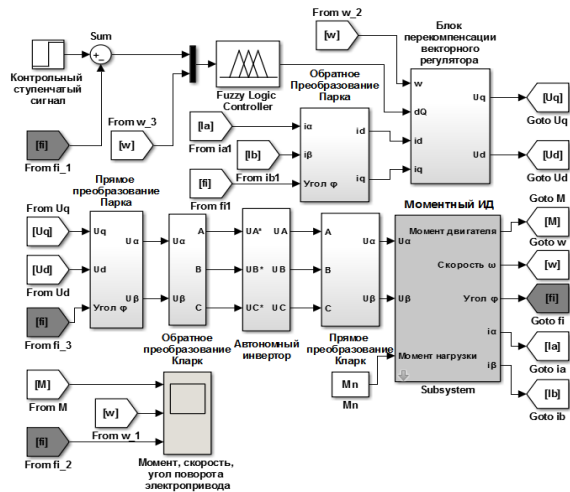 From w_2
[w]
Sum
Контрольный
ступенчатый
сигнал
Fuzzy Logic
Controller
Блок
перекомпенсации
векторного
регулятора
w
dQ
id
iq
Uq
Ud
[Uq]
Goto Uq
[Ud]
Goto Ud
[fi]
From fi_1
From w_3
[w]
Обратное
Преобразование
Парка
[Ia]
From ia1
[Ib]
From ib1
[fi]
From fi1
iα
iβ
Угол φ
id
iq
Прямое
преобразование
Парка
From Uq
[Uq]
[Ud]
From Ud
[fi]
From fi_3
Uq
Ud
Угол φ
Uα
Uβ
Uα
Uβ
A
B
C
Обратное
преобразование
Кларк
UA*
UB*
UC*
UA
UB
UC
Автономный
инвертор
A
B
C
Uα
Uβ
Прямое
преобразование
Кларк
Моментный ИД
Uα
Uβ
Момент нагрузки
Момент двигателя
Скорость ω
Угол φ
iα
iβ
Subsystem
Goto M
[M]
Goto w
[w]
[fi]
Goto fi
[Ia]
Goto ia
[Ib]
Goto ib
Mn
Mn
[M]
From M
[w]
From w_1
[fi]
From fi_2
Момент, скорость,
угол поворота
электропривода